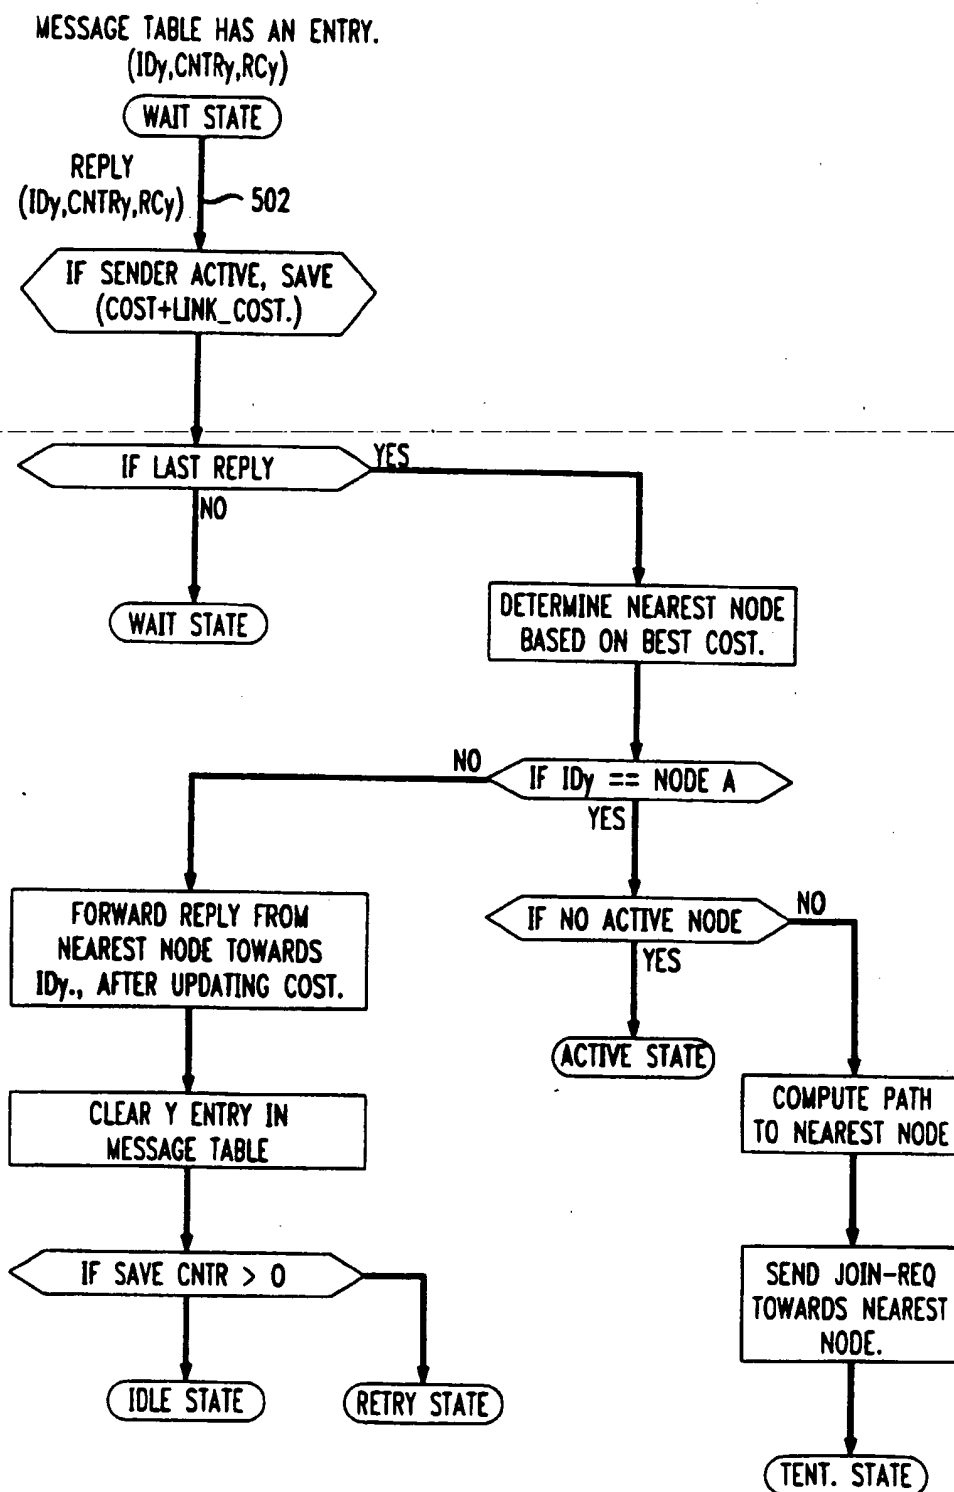 MESSAGE TABLE HAS AN ENTRY.
(IDy,CNTRy,RCy)
WAIT STATE
REPLY
(IDy,CNTRy,RCy)
502
IF SENDER ACTIVE, SAVE
(COST+LINK_COST.)
IF LAST REPLY
YES
NO
WAIT STATE
DETERMINE NEAREST NODE
BASED ON BEST COST.
NO
IF IDy == NODE A
YES
FORWARD REPLY FROM
NEAREST NODE TOWARDS
IDy., AFTER UPDATING COST.
IF NO ACTIVE NODE
NO
YES
ACTIVE STATE
CLEAR Y ENTRY IN
MESSAGE TABLE
COMPUTE PATH
TO NEAREST NODE
IF SAVE CNTR > 0
SEND JOIN-REQ
TOWARDS NEAREST
NODE.
IDLE STATE
RETRY STATE
TENT. STATE